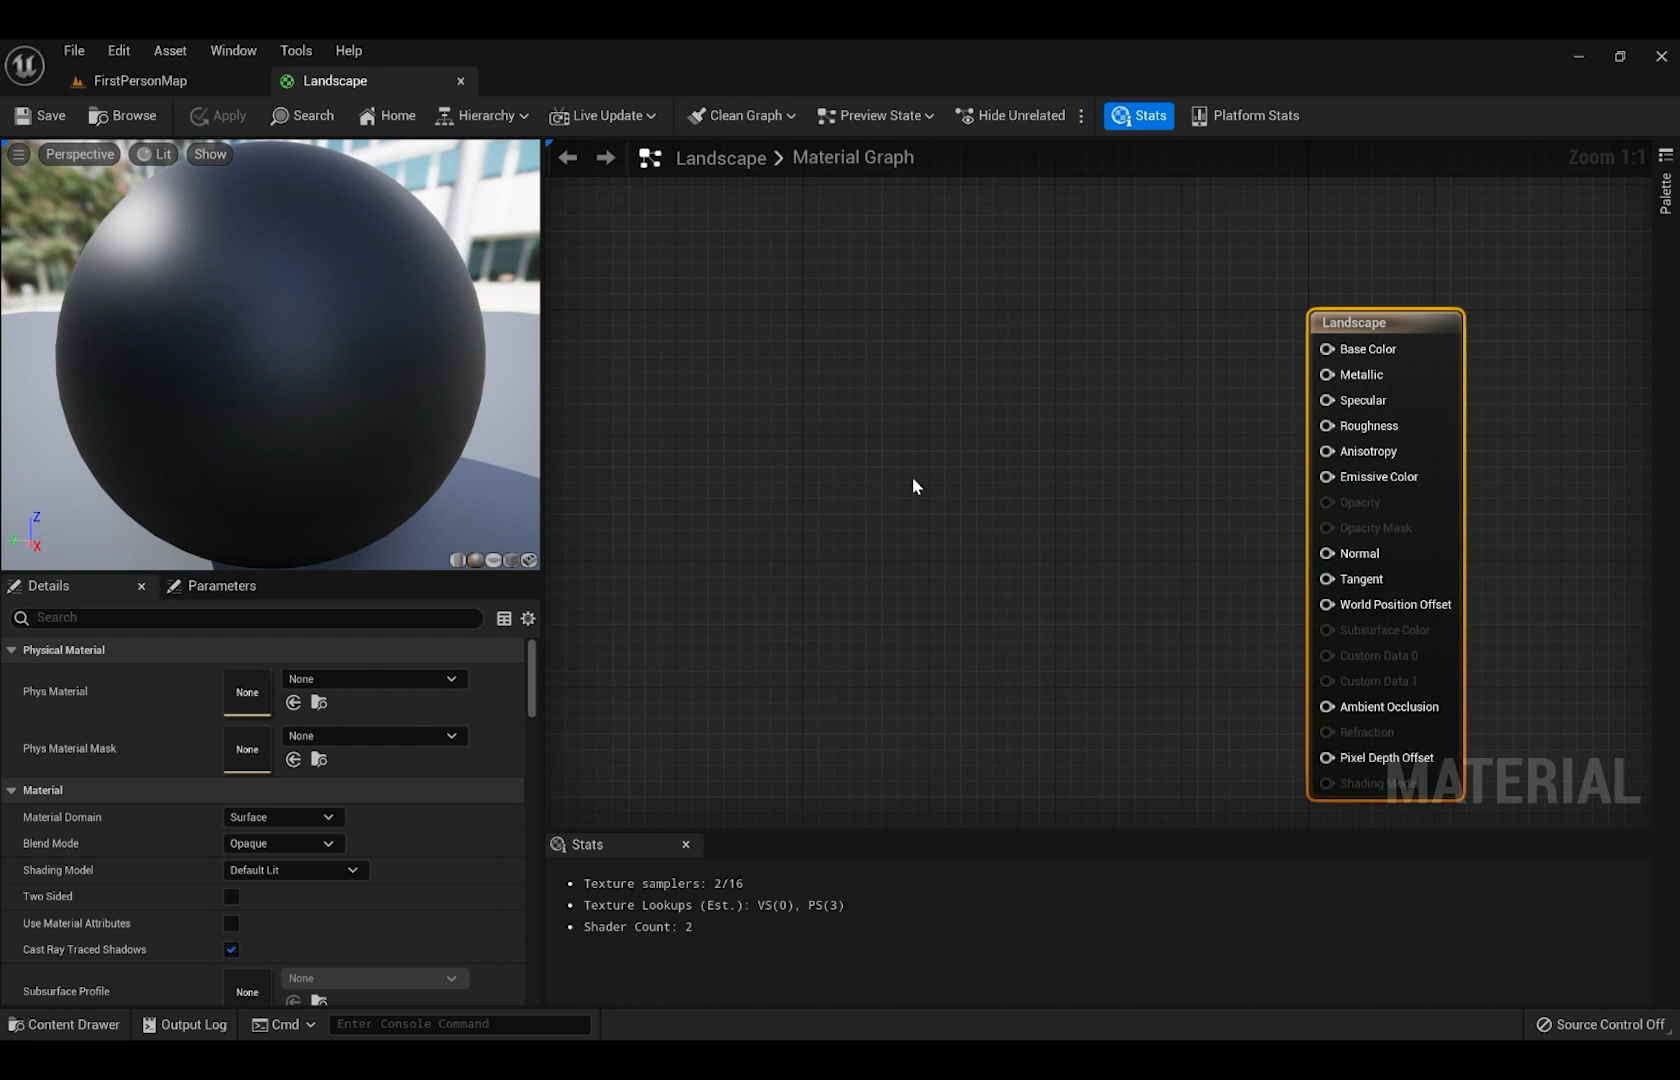 File Edit Asset Window Tools Help
FirstPersonMap Landscape
Save Browse Apply Search Home Hierarchy Live Update Clean Graph Preview State Hide Unrelated Stats Platform Stats
Perspective Lit Show
Landscape > Material Graph
Zoom 1:1
Palette
Landscape
Base Color
Metallic
Specular
Roughness
Anisotropy
Emissive Color
Opacity
Opacity Mask
Normal
Tangent
World Position Offset
Subsurface Color
Custom Data 0
Custom Data 1
Ambient Occlusion
Refraction
Pixel Depth Offset
Shading Model
MATERIAL
Z
Y
X
Details Parameters
Search
Physical Material
Phys Material None None
Phys Material Mask None None
Material
Material Domain Surface
Blend Mode Opaque
Shading Model Default Lit
Two Sided
Use Material Attributes
Cast Ray Traced Shadows
Subsurface Profile None None
Stats
• Texture samplers: 2/16
• Texture Lookups (Est.): VS(0), PS(3)
• Shader Count: 2
Content Drawer Output Log Cmd Enter Console Command Source Control Off